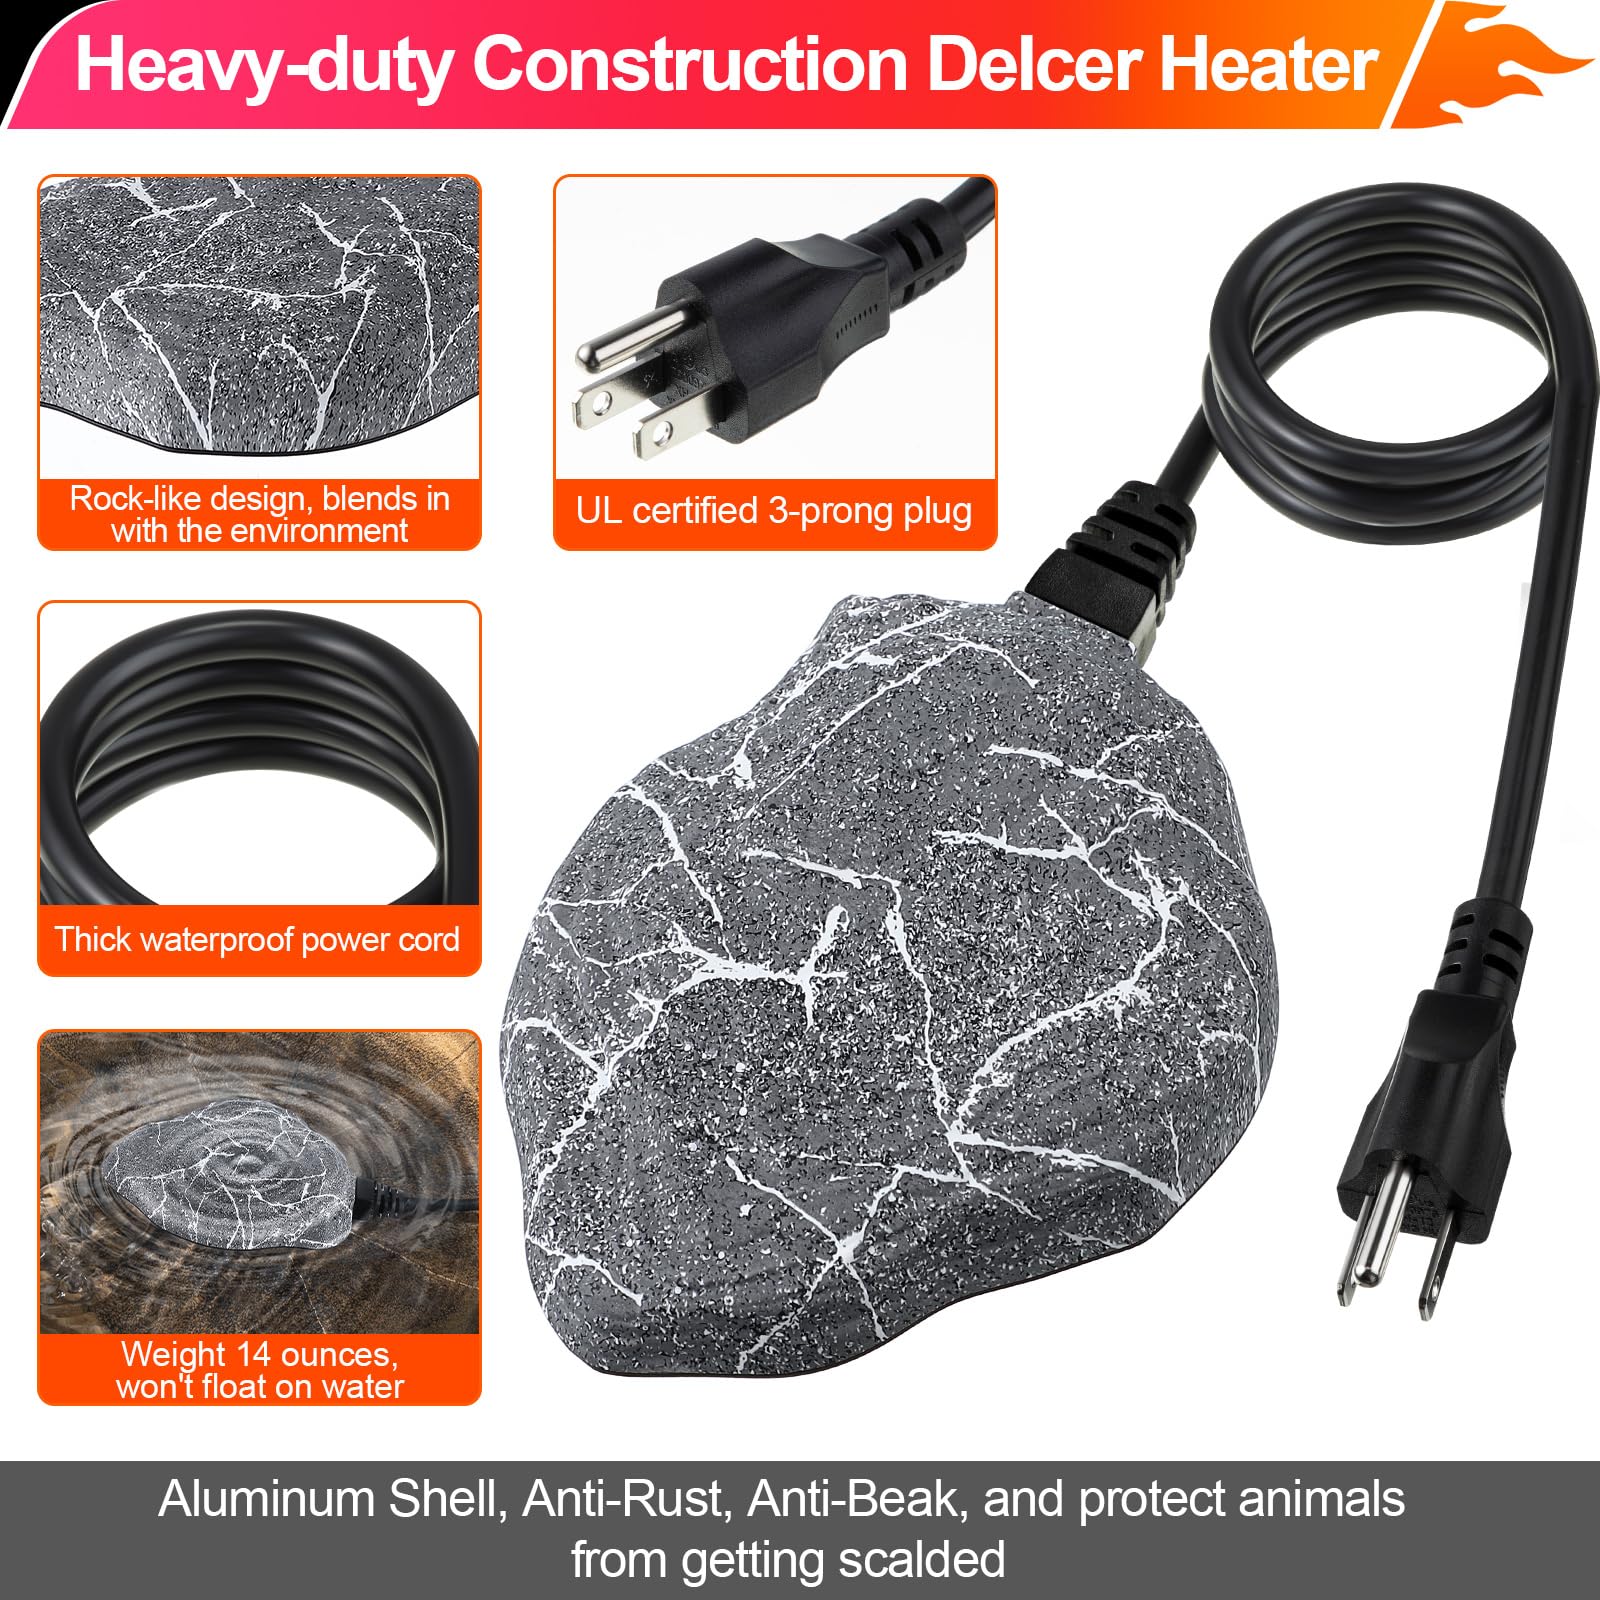 Heavy-duty Construction Delcer Heater
Rock-like design, blends in
with the environment
UL certified 3-prong plug
Thick waterproof power cord
Weight 14 ounces,
won't float on water
Aluminum Shell, Anti-Rust, Anti-Beak, and protect animals
from getting scalded